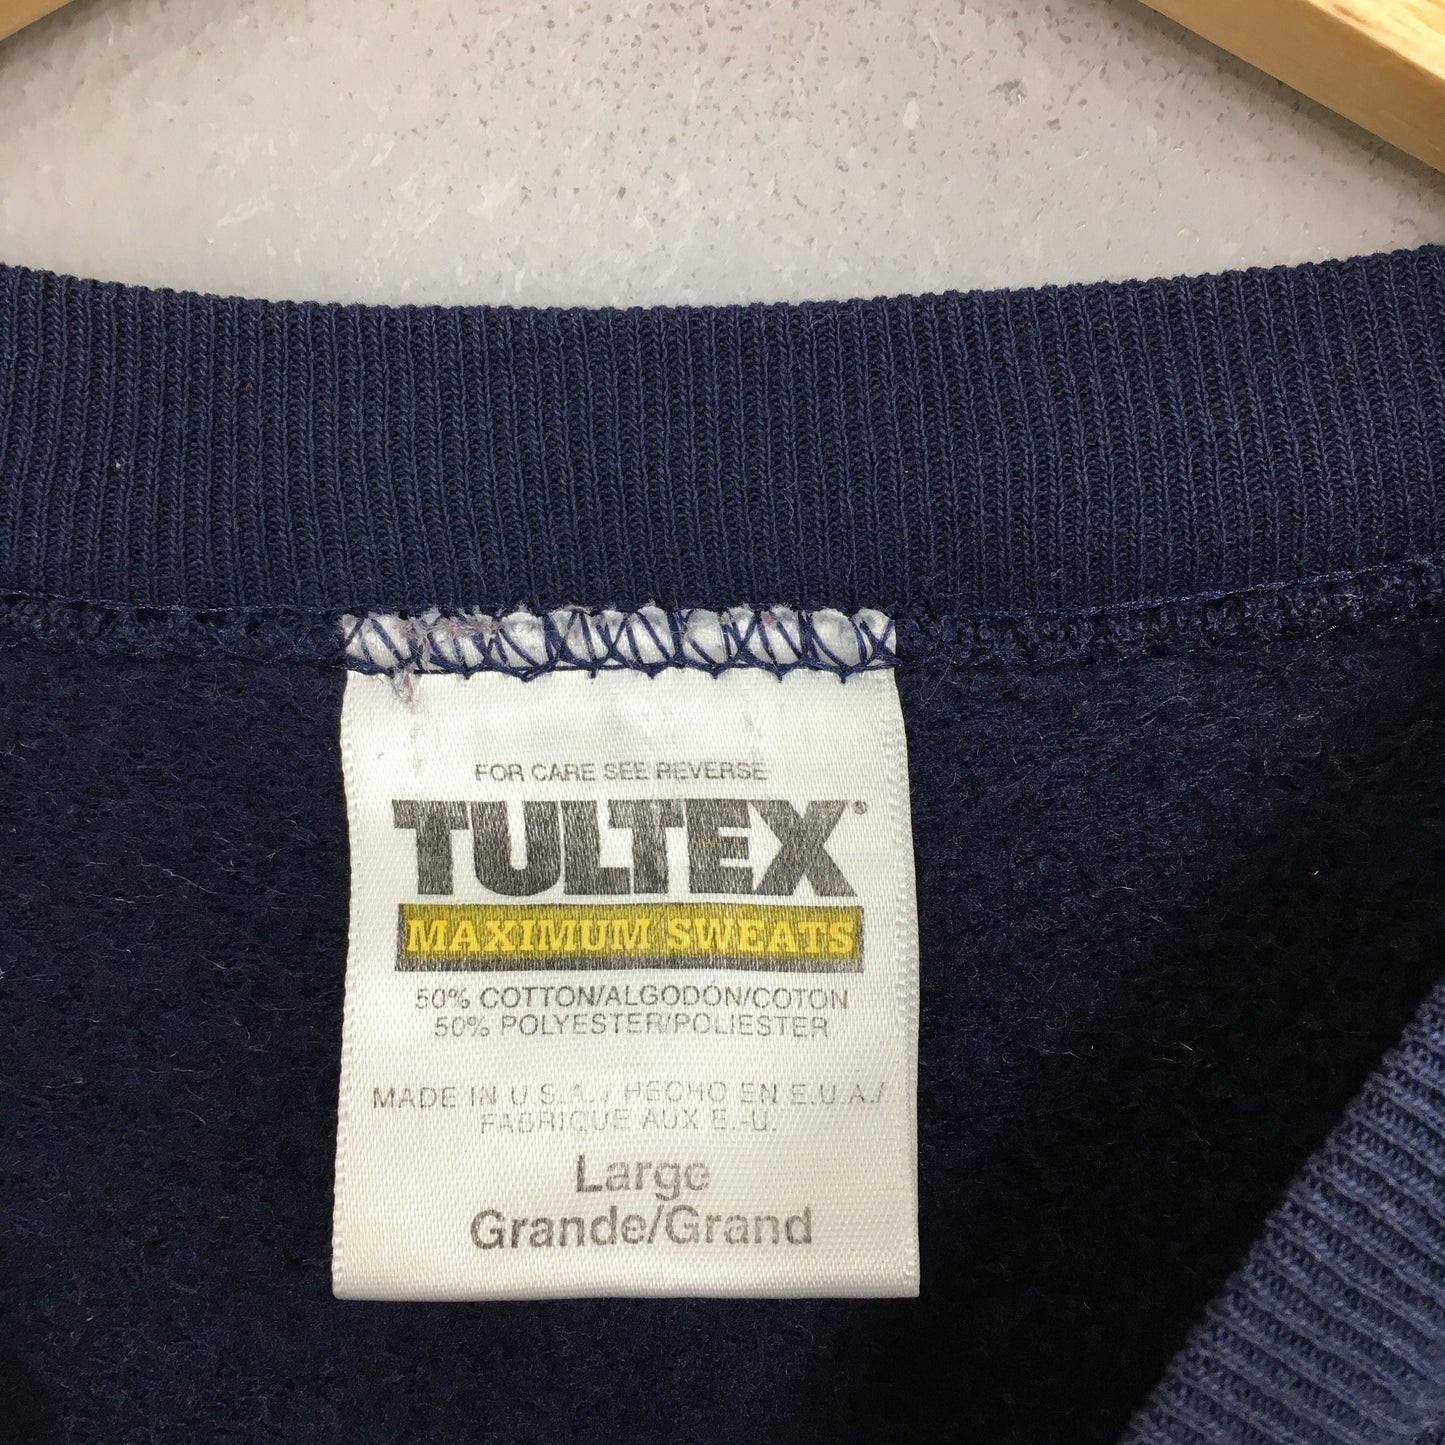 FOR CARE SEE REVERSE
TULTEX®
MAXIMUM SWEATS
50% COTTON/ALGODÓN/COTON
50% POLYESTER/POLIESTER
MADE IN U.S.A./HECHO EN E.U.A./
FABRIQUE AUX E.-U.
Large
Grande/Grand